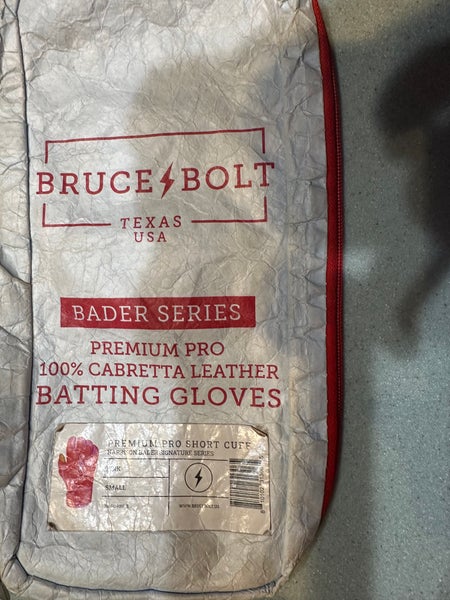 BRUCE BOLT
TEXAS
USA
BADER SERIES
PREMIUM PRO
100% CABRETTA LEATHER
BATTING GLOVES
PREMIUM PRO SHORT CUFF
HARRISON BADER SIGNATURE SERIES
SMALL